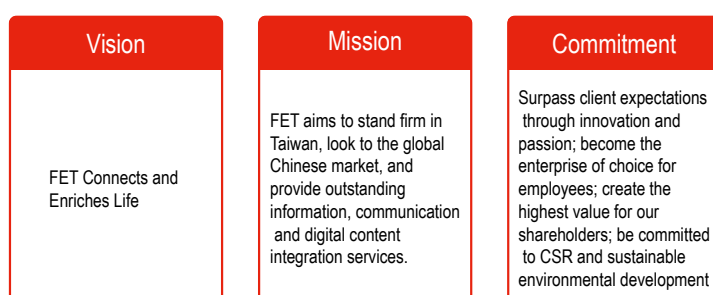 Vision
FET Connects and
Enriches Life
Mission
FET aims to stand firm in
Taiwan, look to the global
Chinese market, and
provide outstanding
information, communication
and digital content
integration services.
Commitment
Surpass client expectations
through innovation and
passion; become the
enterprise of choice for
employees; create the
highest value for our
shareholders; be committed
to CSR and sustainable
environmental development